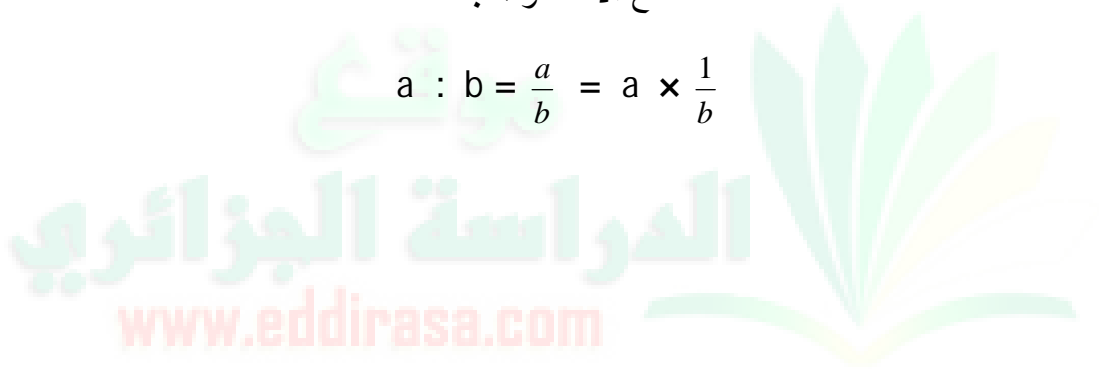 a : b = a/b = a × 1/b
موقع
الدراسة الجزائري
www.eddirasa.com